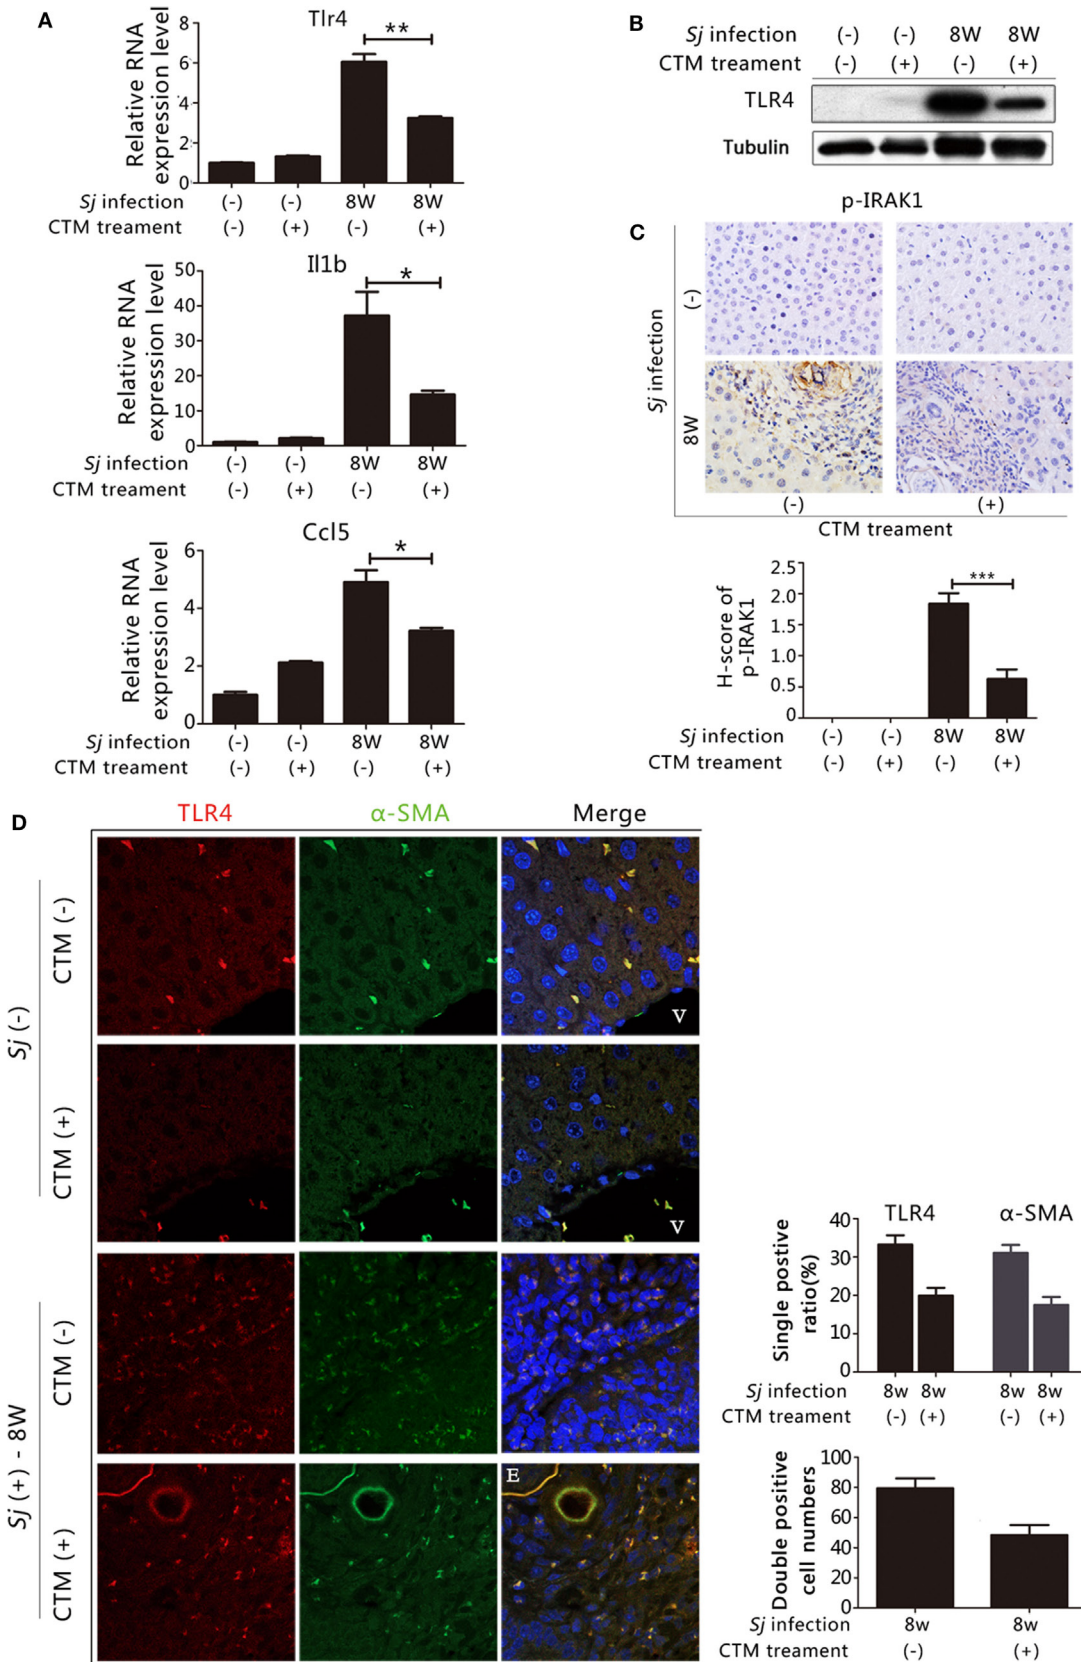 A
Tlr4
Relative RNA
expression level
8
6
4
2
0
**
Sj infection (-) (-) 8W 8W
CTM treament (-) (+) (-) (+)
Il1b
Relative RNA
expression level
50
40
30
20
10
0
*
Sj infection (-) (-) 8W 8W
CTM treament (-) (+) (-) (+)
Ccl5
Relative RNA
expression level
6
4
2
0
*
Sj infection (-) (-) 8W 8W
CTM treament (-) (+) (-) (+)
B
Sj infection (-) (-) 8W 8W
CTM treament (-) (+) (-) (+)
TLR4
Tubulin
C
p-IRAK1
Sj infection
(-)
8W
(-) (+)
CTM treament
H-score of
p-IRAK1
2.5
2.0
1.5
1.0
0.5
0
***
Sj infection (-) (-) 8W 8W
CTM treament (-) (+) (-) (+)
D
TLR4 α-SMA Merge
Sj (-)
CTM (-)
V
CTM (+)
V
Sj (+) - 8W
CTM (-)
CTM (+)
E
TLR4 α-SMA
Single postive
ratio(%)
40
30
20
10
0
Sj infection 8w 8w 8w 8w
CTM treament (-) (+) (-) (+)
Double positive
cell numbers
100
80
60
40
20
0
Sj infection 8w 8w
CTM treament (-) (+)